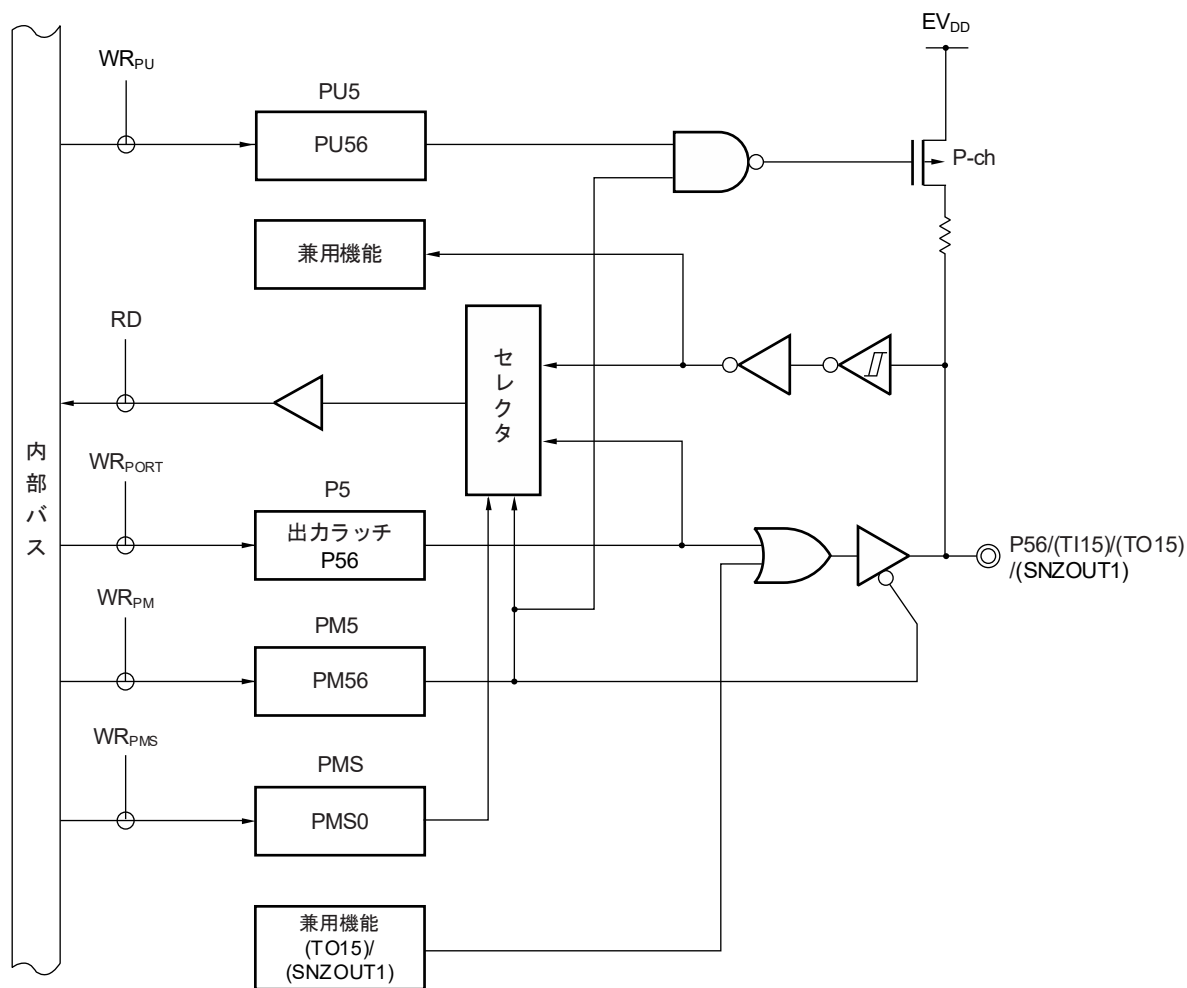 EVDD
WRPU
PU5
PU56
P-ch
兼用機能
RD
セレクタ
内部バス
WRPORT
P5
出力ラッチ
P56
P56/(TI15)/(TO15)
/(SNZOUT1)
WRPM
PM5
PM56
WRPMS
PMS
PMS0
兼用機能
(TO15)/
(SNZOUT1)